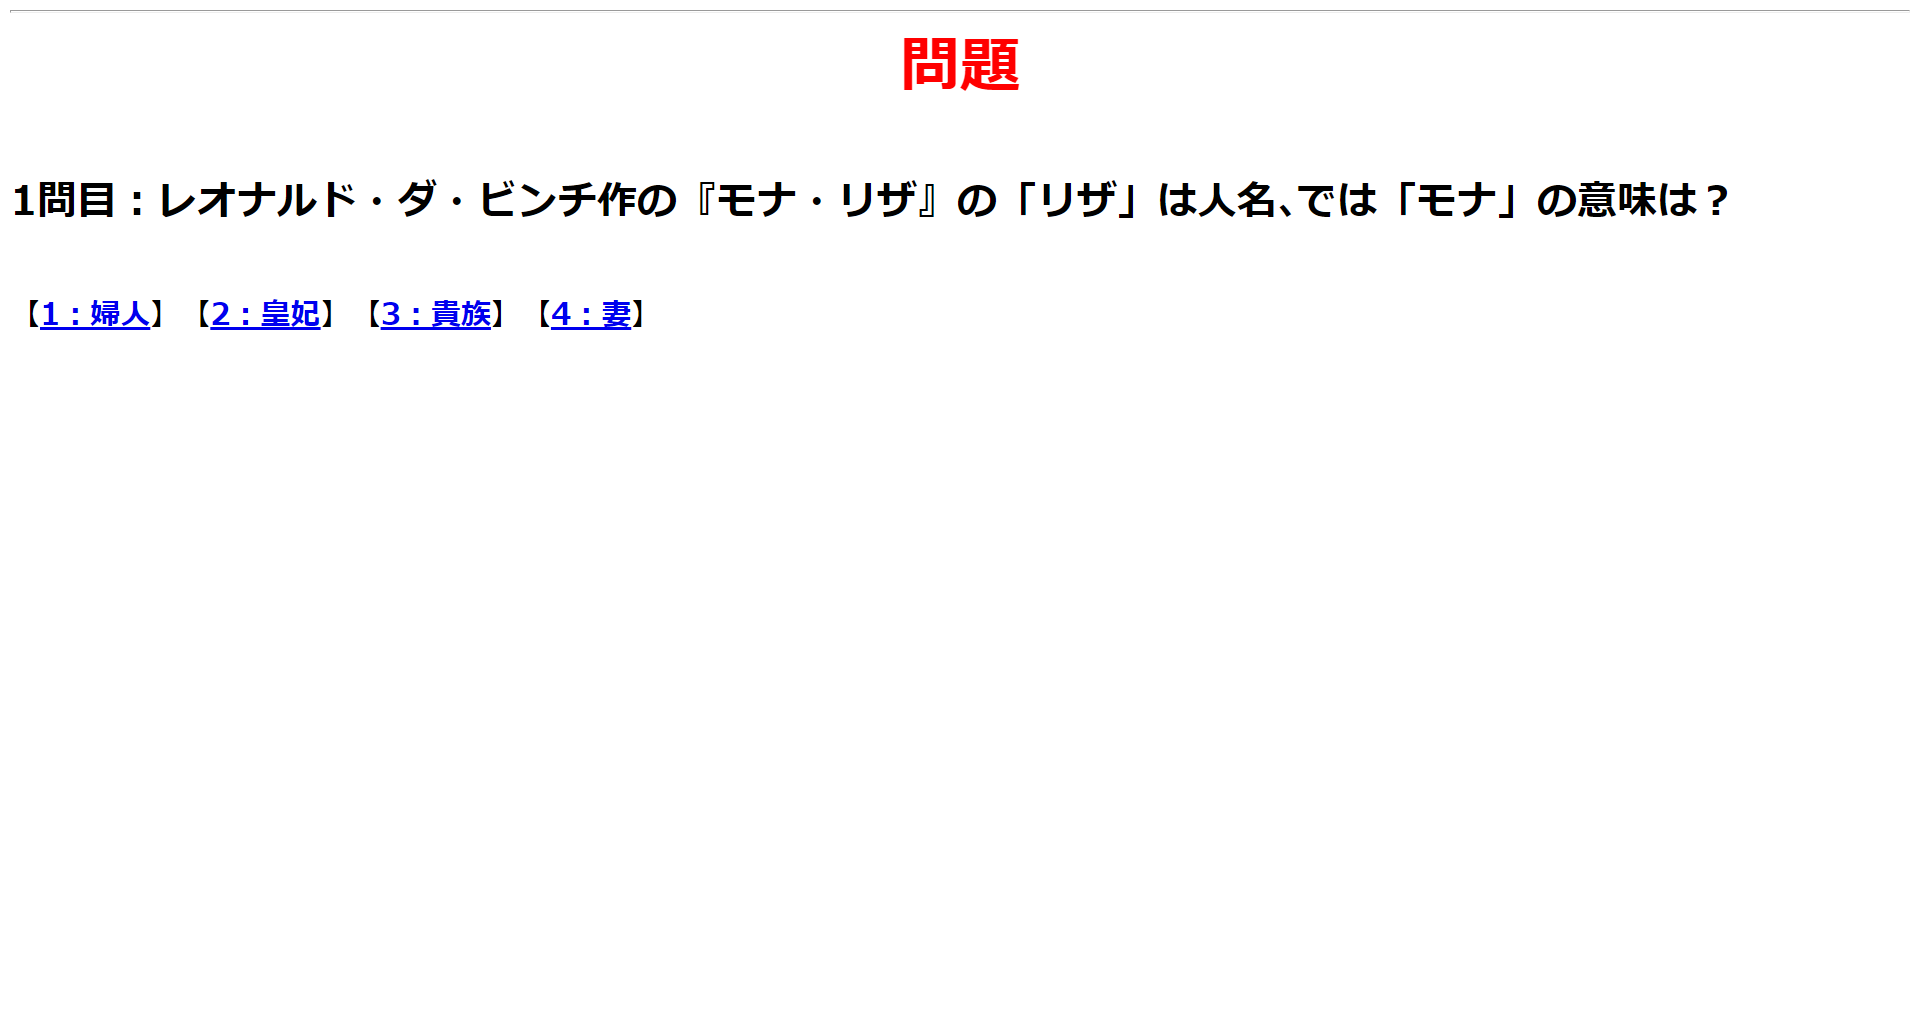 問題
1問目：レオナルド・ダ・ビンチ作の『モナ・リザ』の「リザ」は人名､では「モナ」の意味は？
【1：婦人】 【2：皇妃】 【3：貴族】 【4：妻】